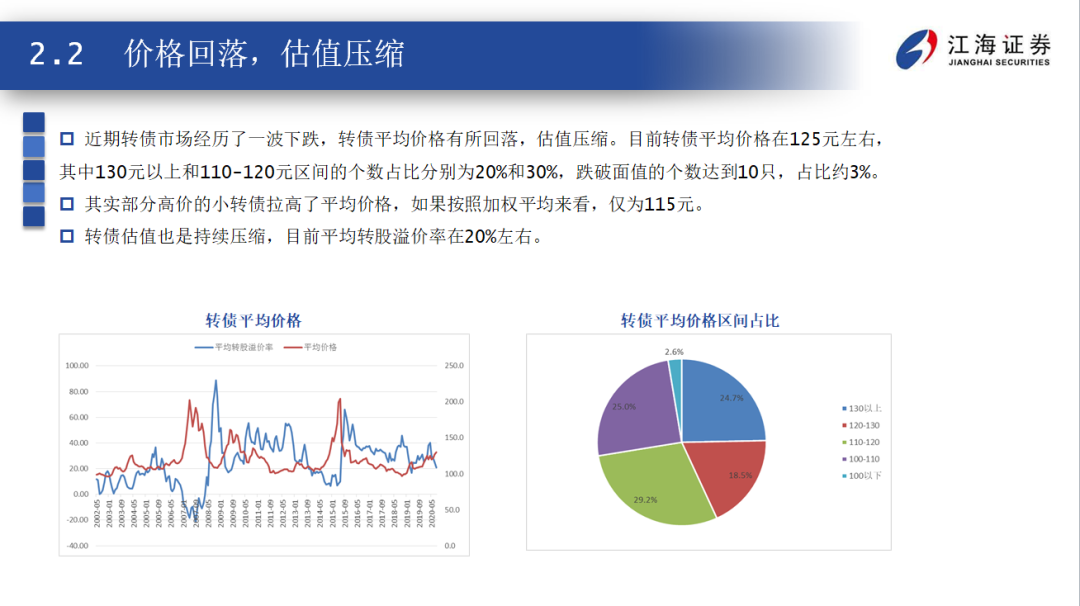 2.2 价格回落，估值压缩
江海证券
JIANGHAI SECURITIES
近期转债市场经历了一波下跌，转债平均价格有所回落，估值压缩。目前转债平均价格在125元左右，
其中130元以上和110-120元区间的个数占比分别为20%和30%，跌破面值的个数达到10只，占比约3%。
其实部分高价的小转债拉高了平均价格，如果按照加权平均来看，仅为115元。
转债估值也是持续压缩，目前平均转股溢价率在20%左右。
转债平均价格
平均转股溢价率 平均价格
100.00 250.0
80.00 200.0
60.00
40.00 150.0
20.00 100.0
0.00
-20.00 50.0
-40.00 0.0
2002-05 2003-01 2003-09 2004-05 2005-01 2005-09 2006-05 2007-01 2007-09 2008-05 2009-01 2009-09 2010-05 2011-01 2011-09 2012-05 2013-01 2013-09 2014-05 2015-01 2015-09 2016-05 2017-01 2017-09 2018-05 2019-01 2019-09 2020-05
转债平均价格区间占比
2.6%
24.7%
25.0%
18.5%
29.2%
130以上
120-130
110-120
100-110
100以下